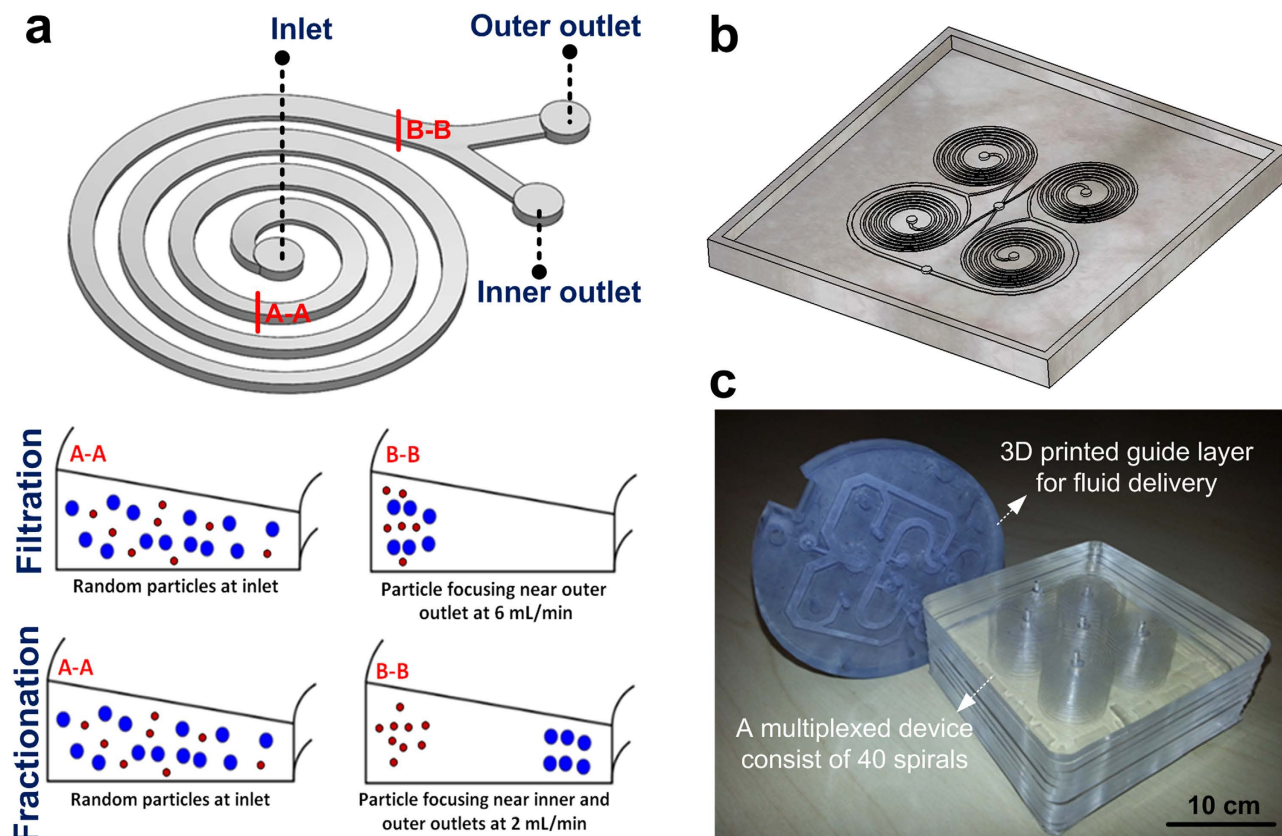 a
Inlet
Outer outlet
B-B
Inner outlet
A-A
b
Filtration
A-A
Random particles at inlet
B-B
Particle focusing near outer
outlet at 6 mL/min
Fractionation
A-A
Random particles at inlet
B-B
Particle focusing near inner and
outer outlets at 2 mL/min
c
3D printed guide layer
for fluid delivery
A multiplexed device
consist of 40 spirals
10 cm